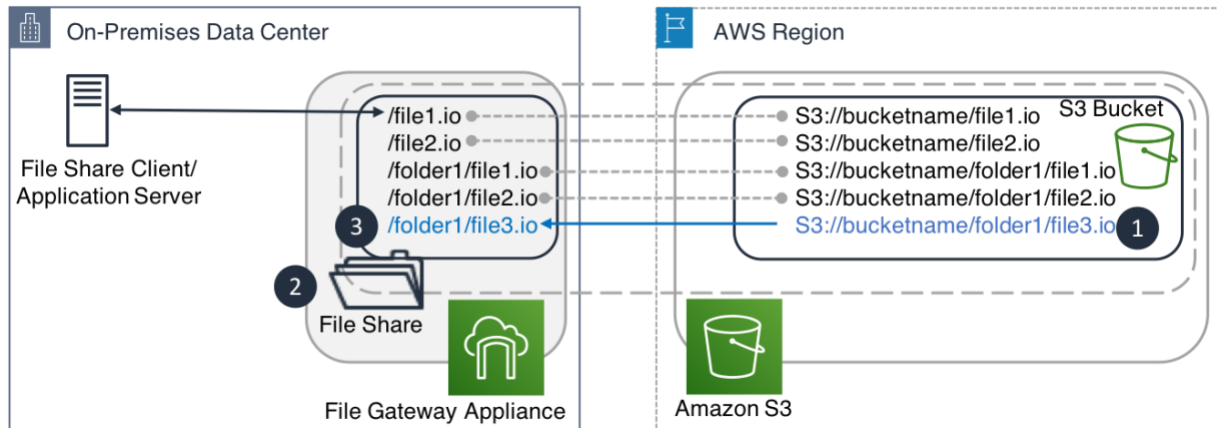 On-Premises Data Center
AWS Region
File Share Client/
Application Server
/file1.io
/file2.io
/folder1/file1.io
/folder1/file2.io
/folder1/file3.io
3
2
File Share
File Gateway Appliance
S3 Bucket
S3://bucketname/file1.io
S3://bucketname/file2.io
S3://bucketname/folder1/file1.io
S3://bucketname/folder1/file2.io
S3://bucketname/folder1/file3.io
1
Amazon S3